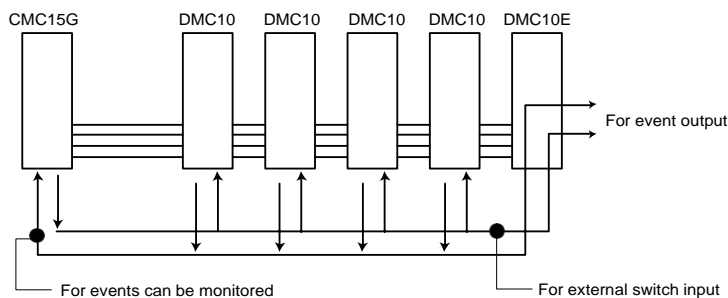 CMC15G
DMC10
DMC10
DMC10
DMC10
DMC10E
For event output
For events can be monitored
For external switch input